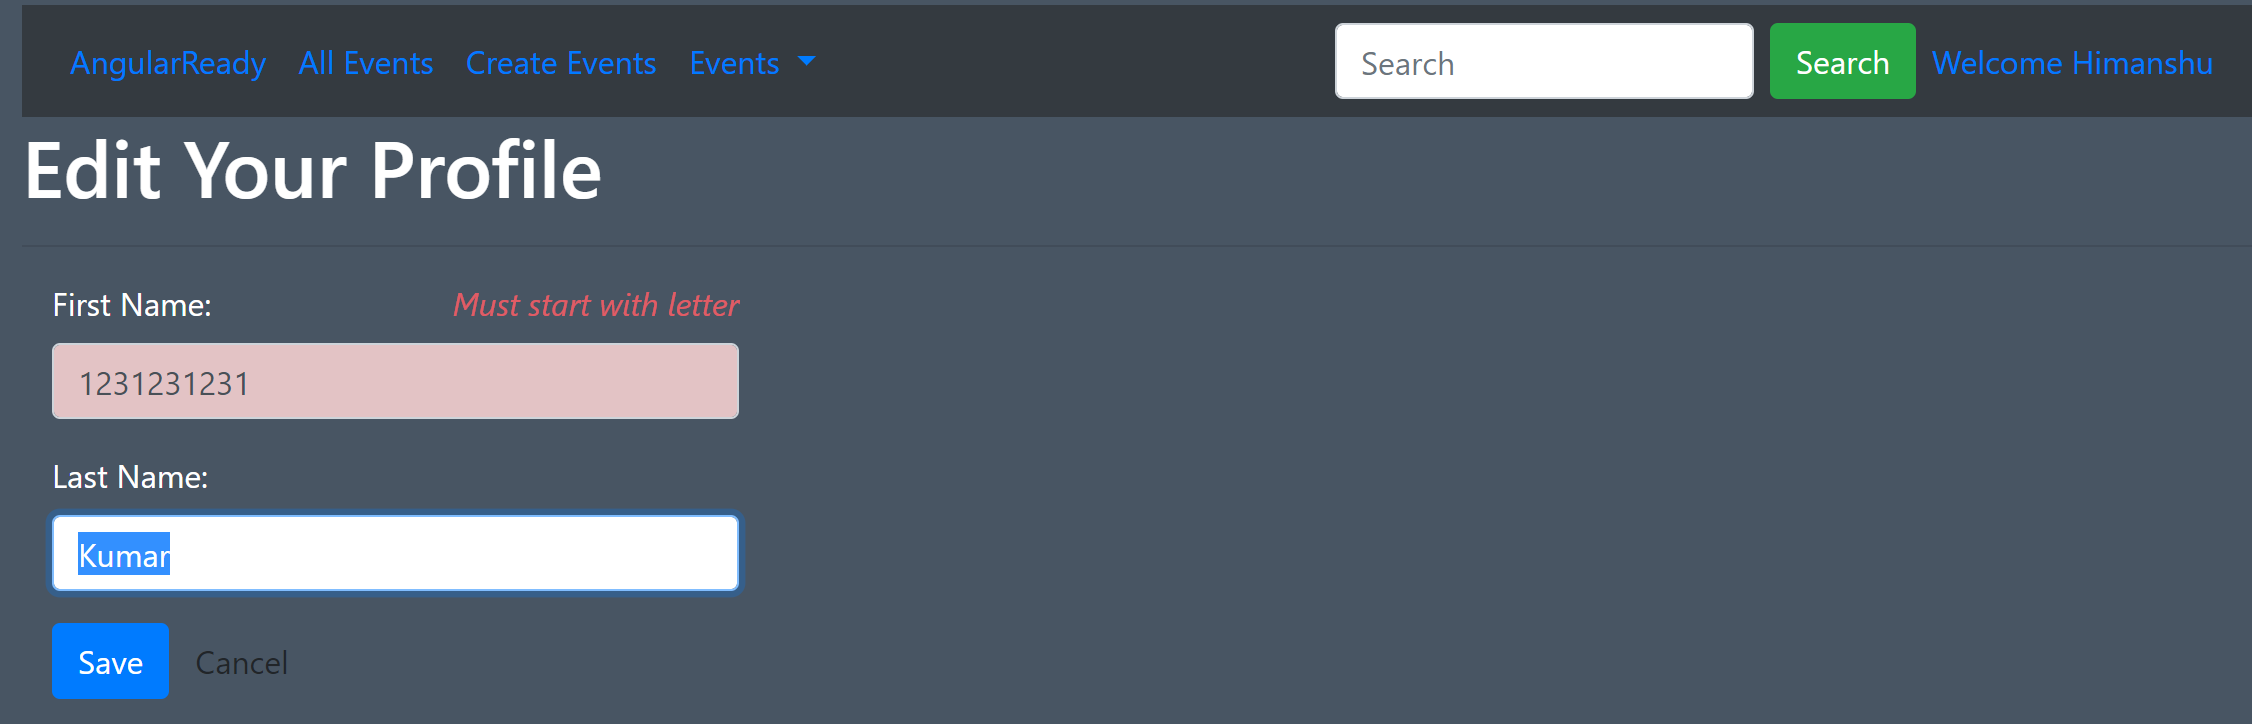 AngularReady All Events Create Events Events Search Search Welcome Himanshu
Edit Your Profile
First Name: Must start with letter
1231231231
Last Name:
Kumar
Save Cancel